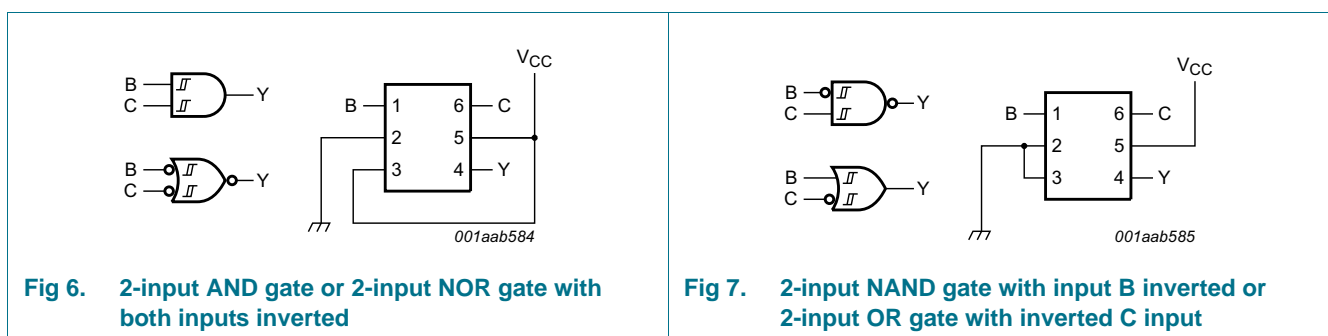 B
C
Y
B
C
Y
V_CC
B 1 6 C
2 5
3 4 Y
001aab584
Fig 6. 2-input AND gate or 2-input NOR gate with
both inputs inverted
B
C
Y
B
C
Y
V_CC
B 1 6 C
2 5
3 4 Y
001aab585
Fig 7. 2-input NAND gate with input B inverted or
2-input OR gate with inverted C input